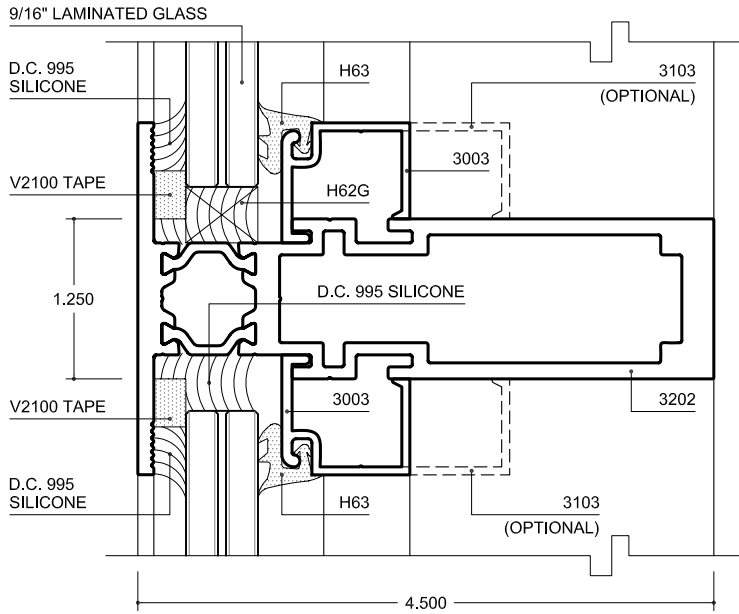 9/16" LAMINATED GLASS
D.C. 995
SILICONE
H63
3103
(OPTIONAL)
3003
V2100 TAPE
H62G
1.250
D.C. 995 SILICONE
V2100 TAPE
3003
3202
D.C. 995
SILICONE
H63
3103
(OPTIONAL)
4.500